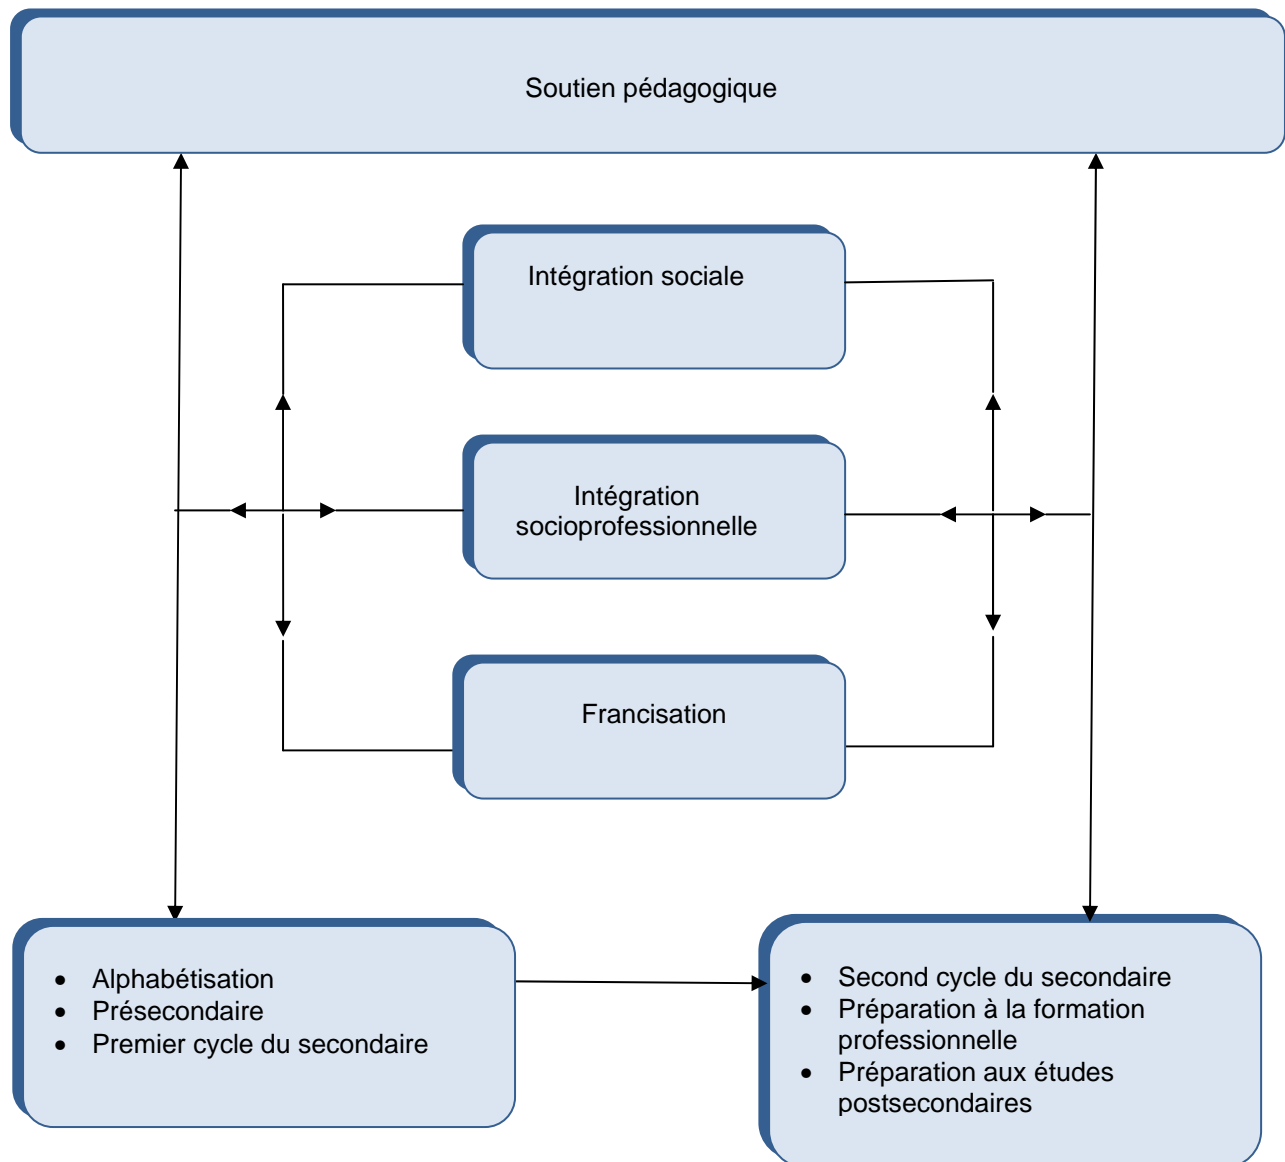 Soutien pédagogique
Intégration sociale
Intégration
socioprofessionnelle
Francisation
• Alphabétisation
• Présecondaire
• Premier cycle du secondaire
• Second cycle du secondaire
• Préparation à la formation
professionnelle
• Préparation aux études
postsecondaires